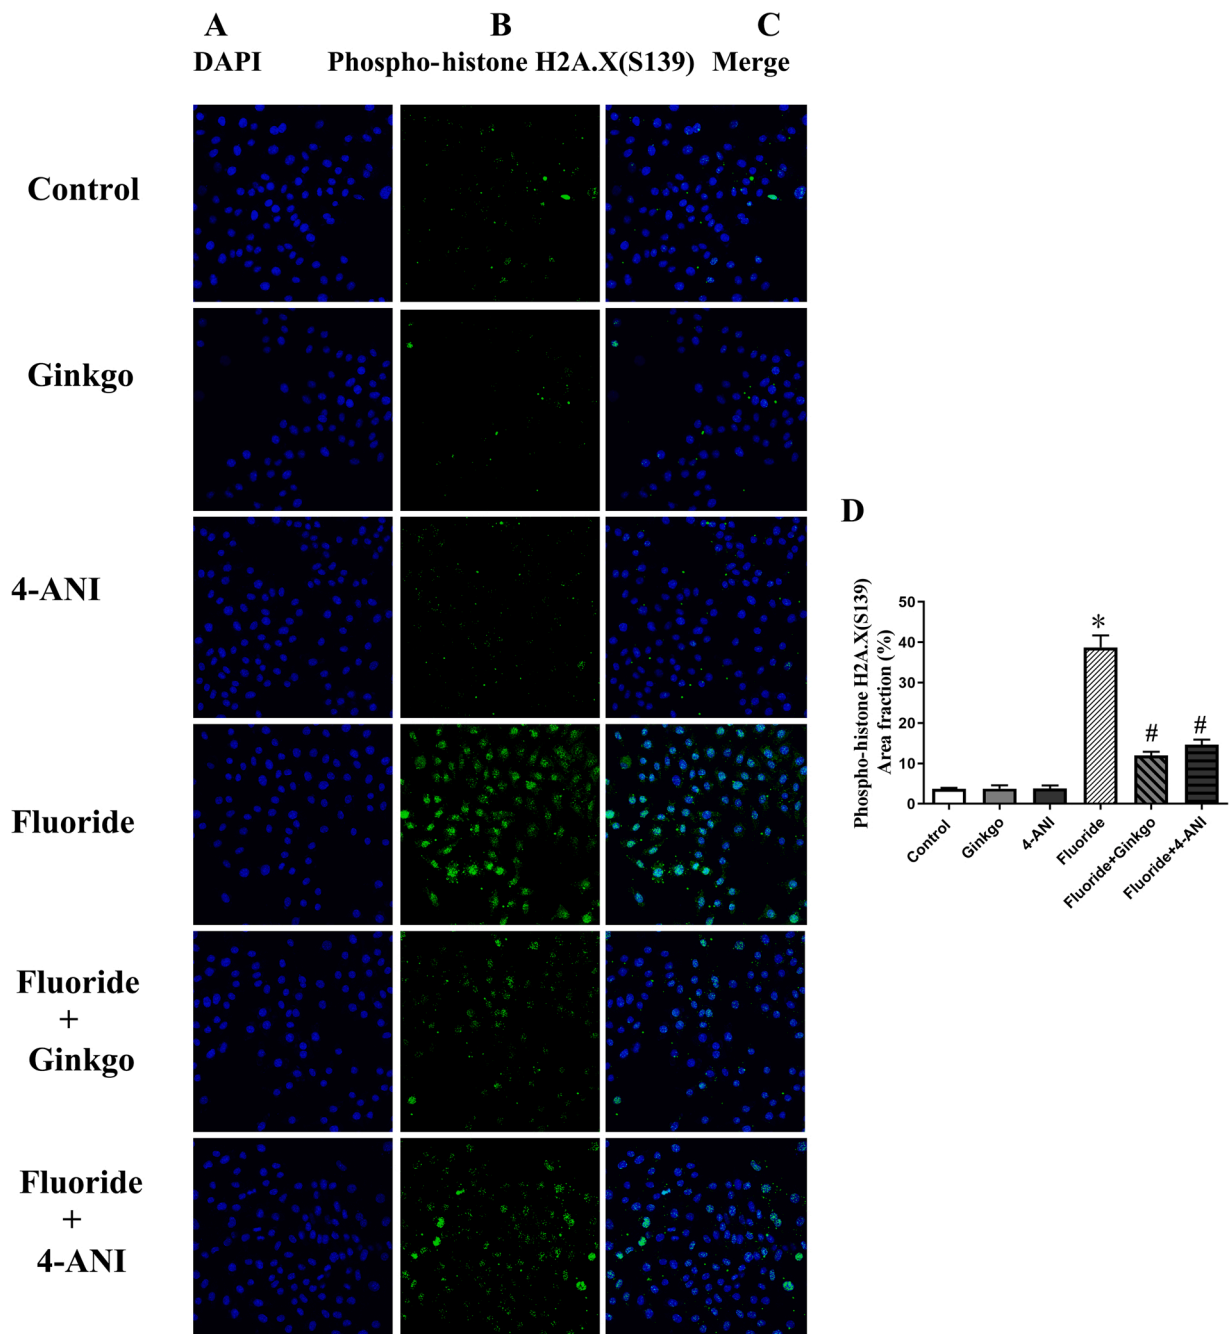 A B C
DAPI Phospho-histone H2A.X(S139) Merge
Control
Ginkgo
4-ANI
Fluoride
Fluoride
+
Ginkgo
Fluoride
+
4-ANI
D
Phospho-histone H2A.X(S139)
Area fraction (%)
50
40
30
20
10
0
*
#
#
Control
Ginkgo
4-ANI
Fluoride
Fluoride+Ginkgo
Fluoride+4-ANI